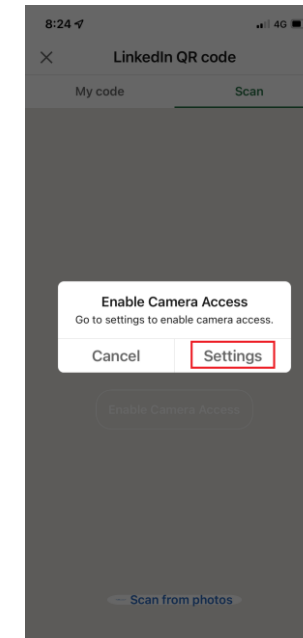 8:24 4G
LinkedIn QR code
My code Scan
Enable Camera Access
Go to settings to enable camera access.
Cancel Settings
Enable Camera Access
Scan from photos